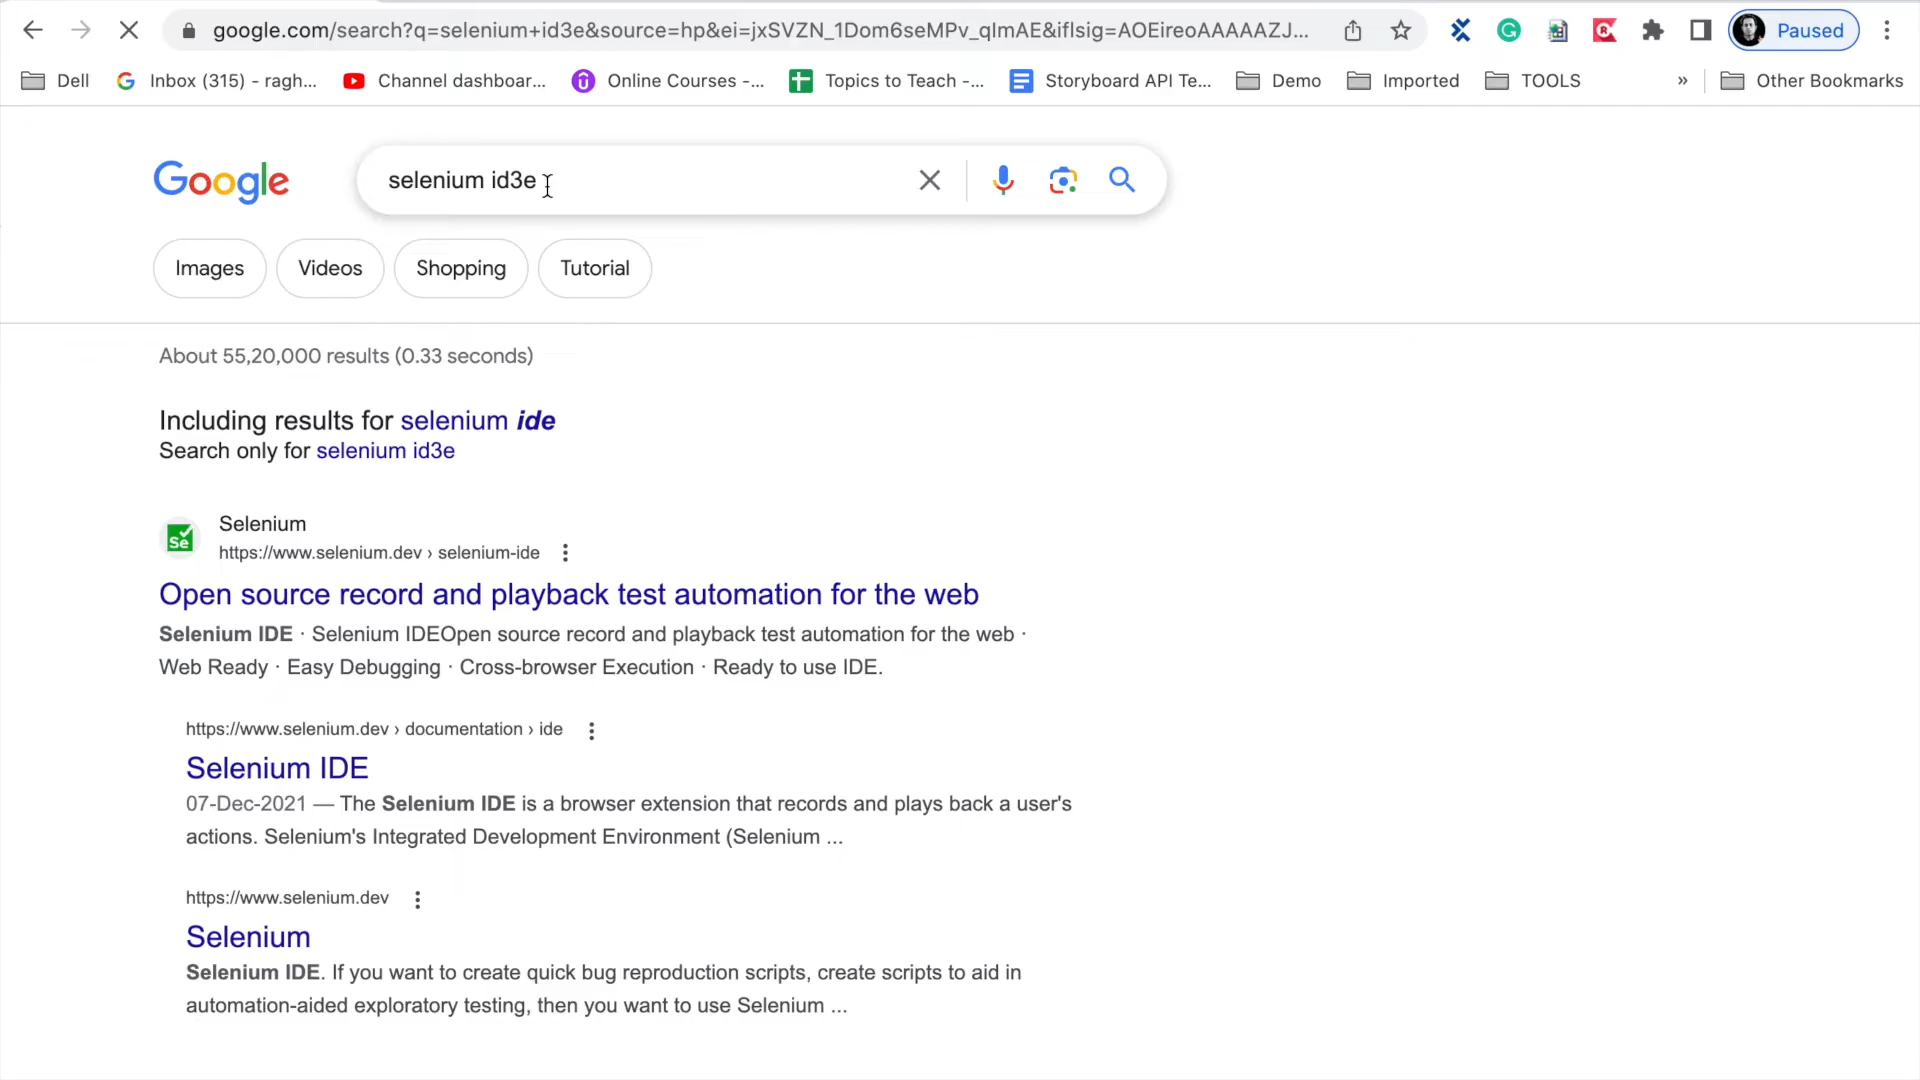 google.com/search?q=selenium+id3e&source=hp&ei=jxSVZN_1Dom6seMPv_qImAE&iflsig=AOEireoAAAAAZJ...
Paused
Dell
Inbox (315) - ragh...
Channel dashboar...
Online Courses -...
Topics to Teach -...
Storyboard API Te...
Demo
Imported
TOOLS
»
Other Bookmarks
Google
selenium id3e
Images
Videos
Shopping
Tutorial
About 55,20,000 results (0.33 seconds)
Including results for selenium ide
Search only for selenium id3e
Se
Selenium
https://www.selenium.dev › selenium-ide
Open source record and playback test automation for the web
Selenium IDE · Selenium IDEOpen source record and playback test automation for the web ·
Web Ready · Easy Debugging · Cross-browser Execution · Ready to use IDE.
https://www.selenium.dev › documentation › ide
Selenium IDE
07-Dec-2021 — The Selenium IDE is a browser extension that records and plays back a user's
actions. Selenium's Integrated Development Environment (Selenium ...
https://www.selenium.dev
Selenium
Selenium IDE. If you want to create quick bug reproduction scripts, create scripts to aid in
automation-aided exploratory testing, then you want to use Selenium ...